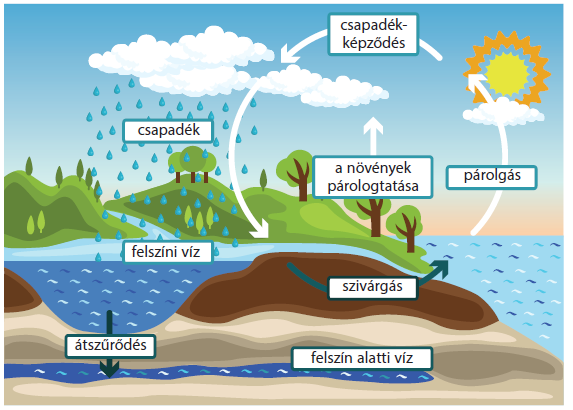 csapadék-
képződés
csapadék
a növények
párologtatása
párolgás
felszíni víz
szivárgás
átszűrődés
felszín alatti víz